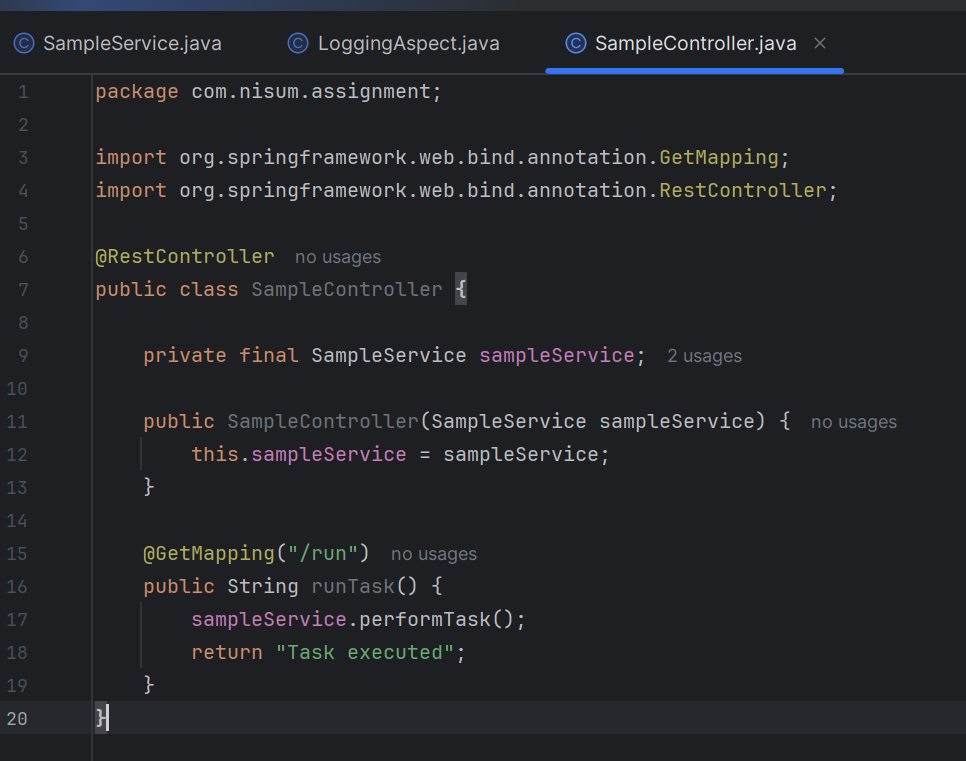 SampleService.java LoggingAspect.java SampleController.java
1 package com.nisum.assignment;
2
3 import org.springframework.web.bind.annotation.GetMapping;
4 import org.springframework.web.bind.annotation.RestController;
5
6 @RestController no usages
7 public class SampleController {
8
9 private final SampleService sampleService; 2 usages
10
11 public SampleController(SampleService sampleService) { no usages
12 this.sampleService = sampleService;
13 }
14
15 @GetMapping("/run") no usages
16 public String runTask() {
17 sampleService.performTask();
18 return "Task executed";
19 }
20 }